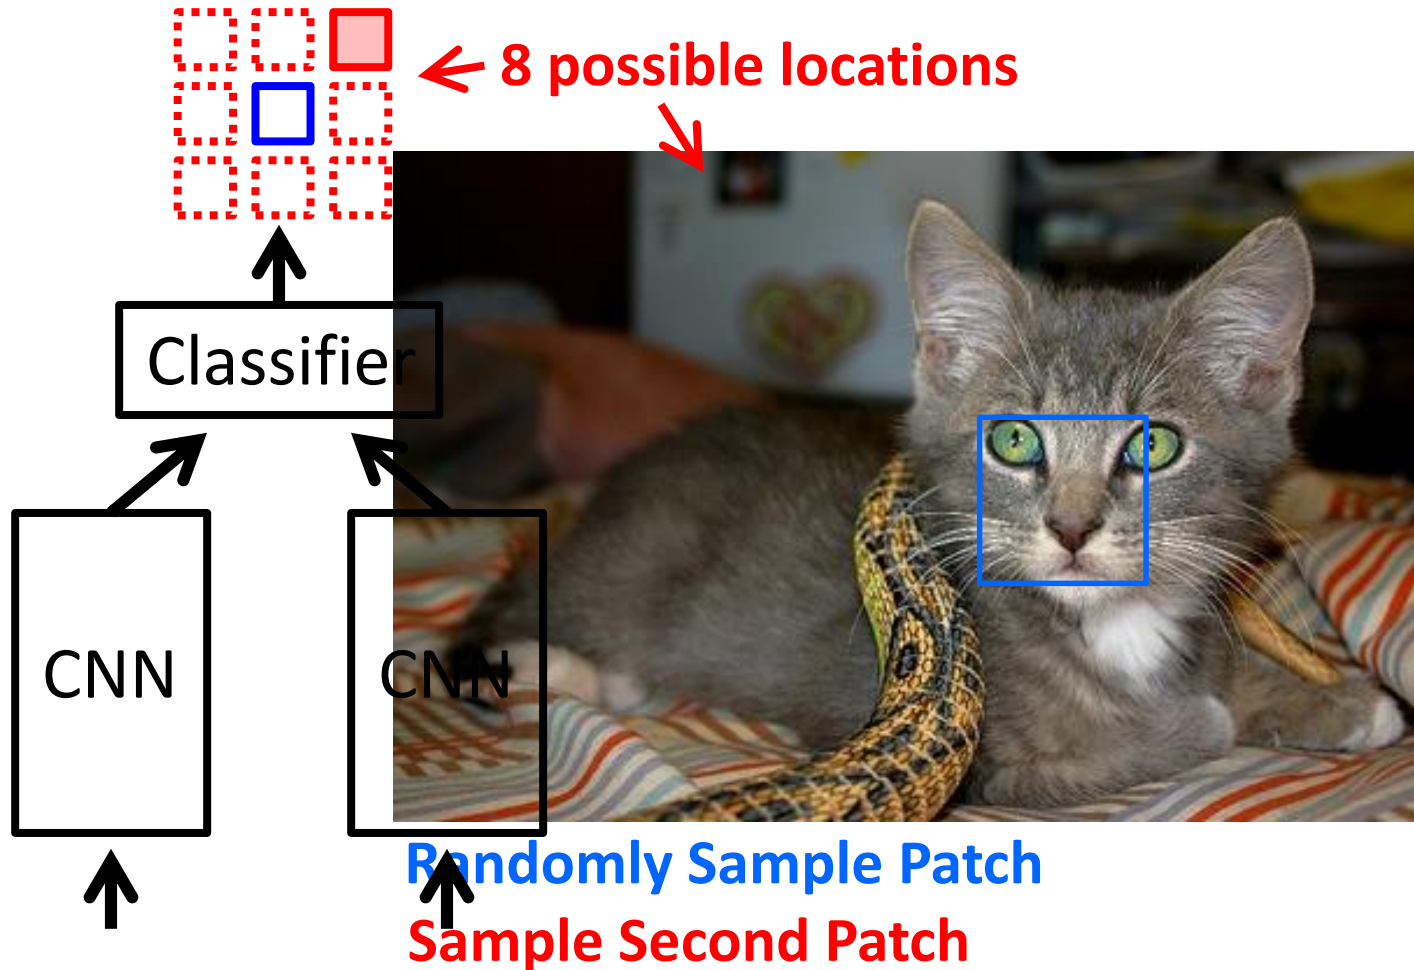 8 possible locations
Classifier
CNN
CNN
Randomly Sample Patch
Sample Second Patch